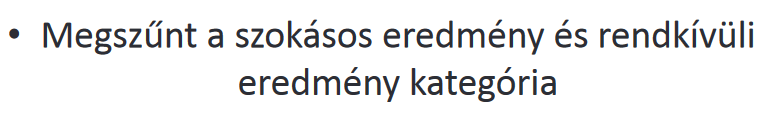 • Megszűnt a szokásos eredmény és rendkívüli
eredmény kategória